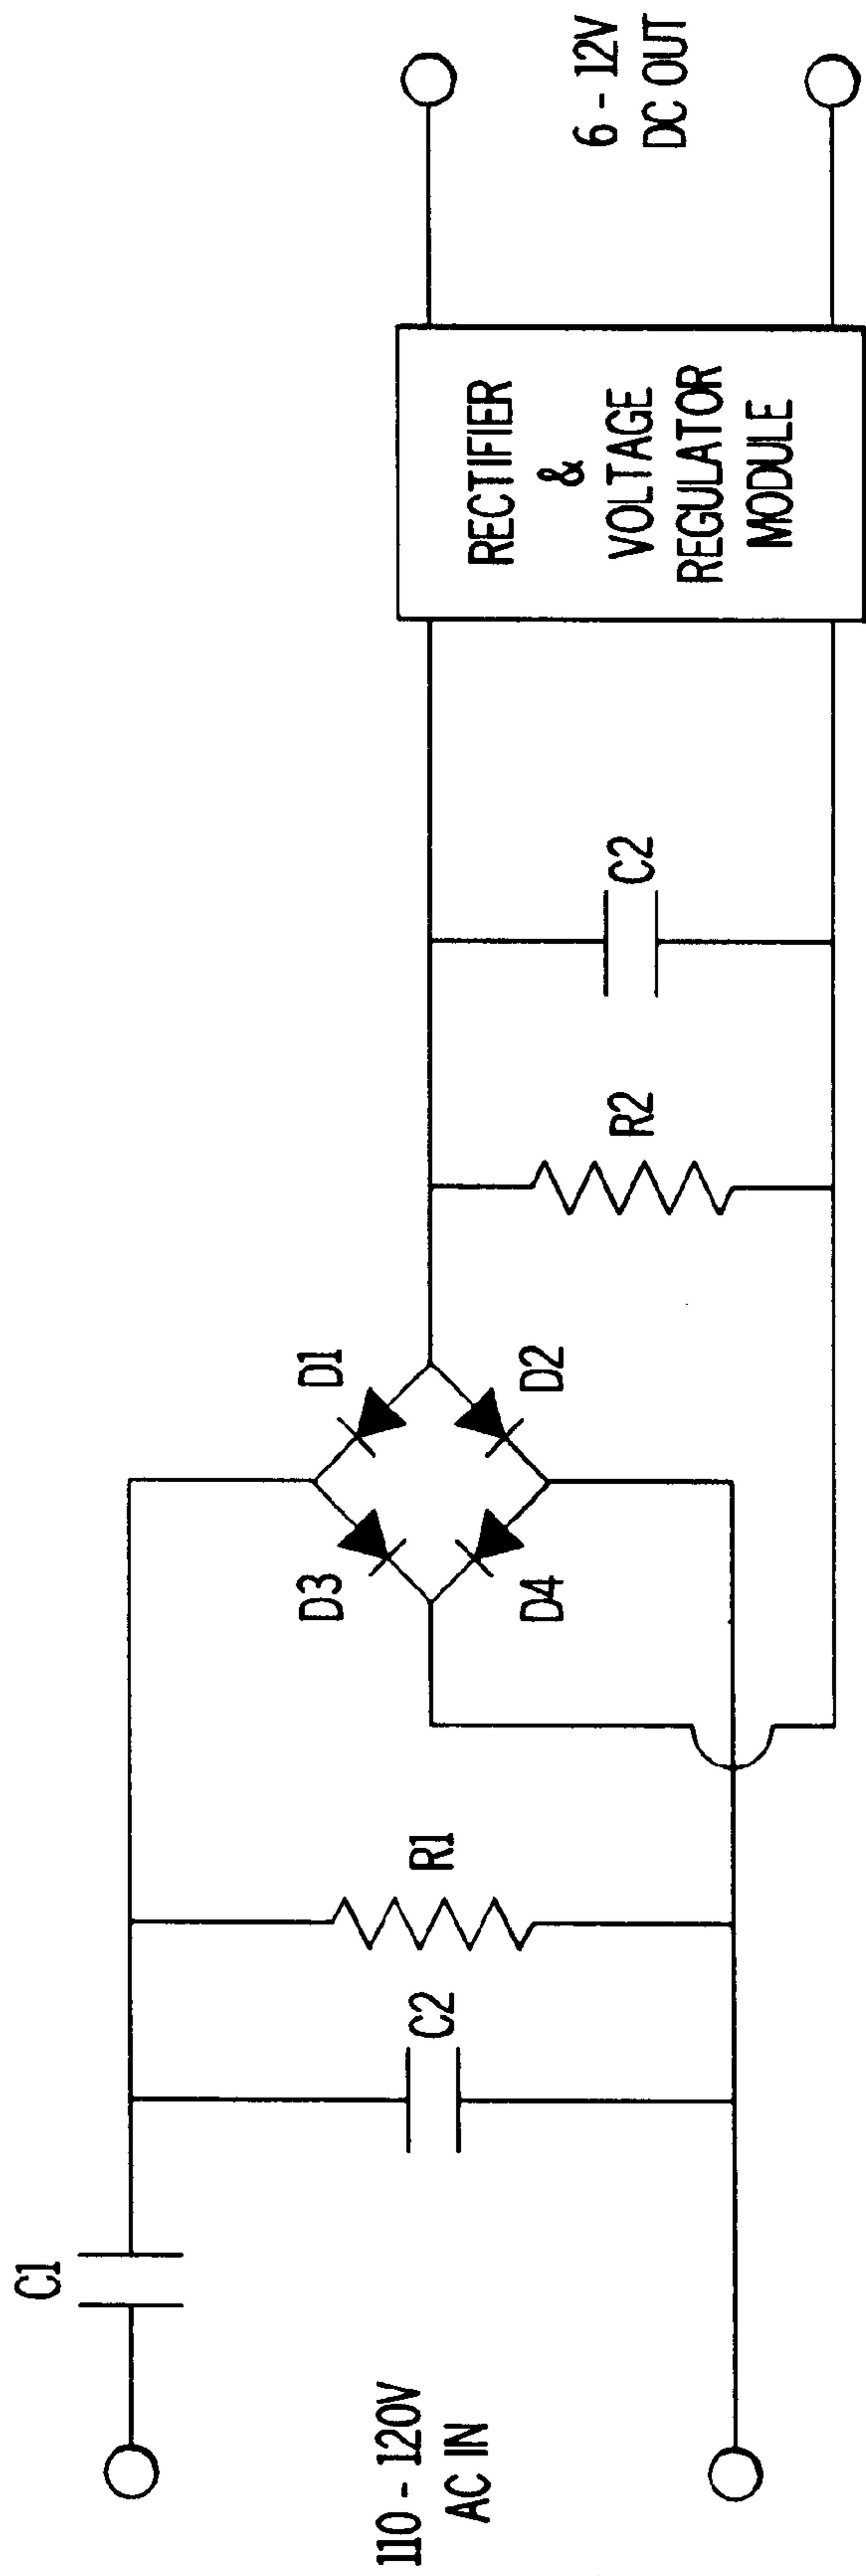 C1
110 - 120V
AC IN
C2
R1
D3
D1
D4
D2
R2
C2
RECTIFIER
&
VOLTAGE
REGULATOR
MODULE
6 - 12V
DC OUT